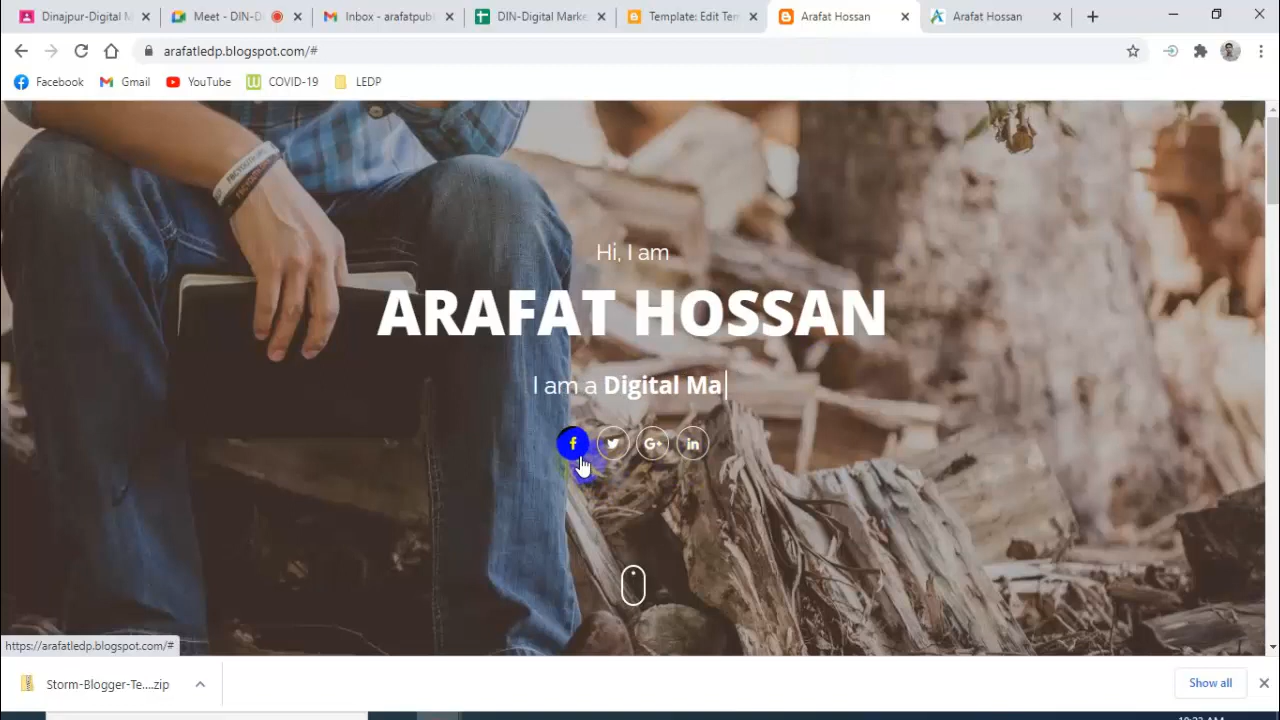 Dinajpur-Digital M
Meet - DIN-D
Inbox - arafatpub
DIN-Digital Marke
Template: Edit Ter
Arafat Hossan
Arafat Hossan
arafatledp.blogspot.com/#
Facebook
Gmail
YouTube
COVID-19
LEDP
Hi, I am
ARAFAT HOSSAN
I am a Digital Ma
f
G+
in
https://arafatledp.blogspot.com/#
Storm-Blogger-Te....zip
Show all